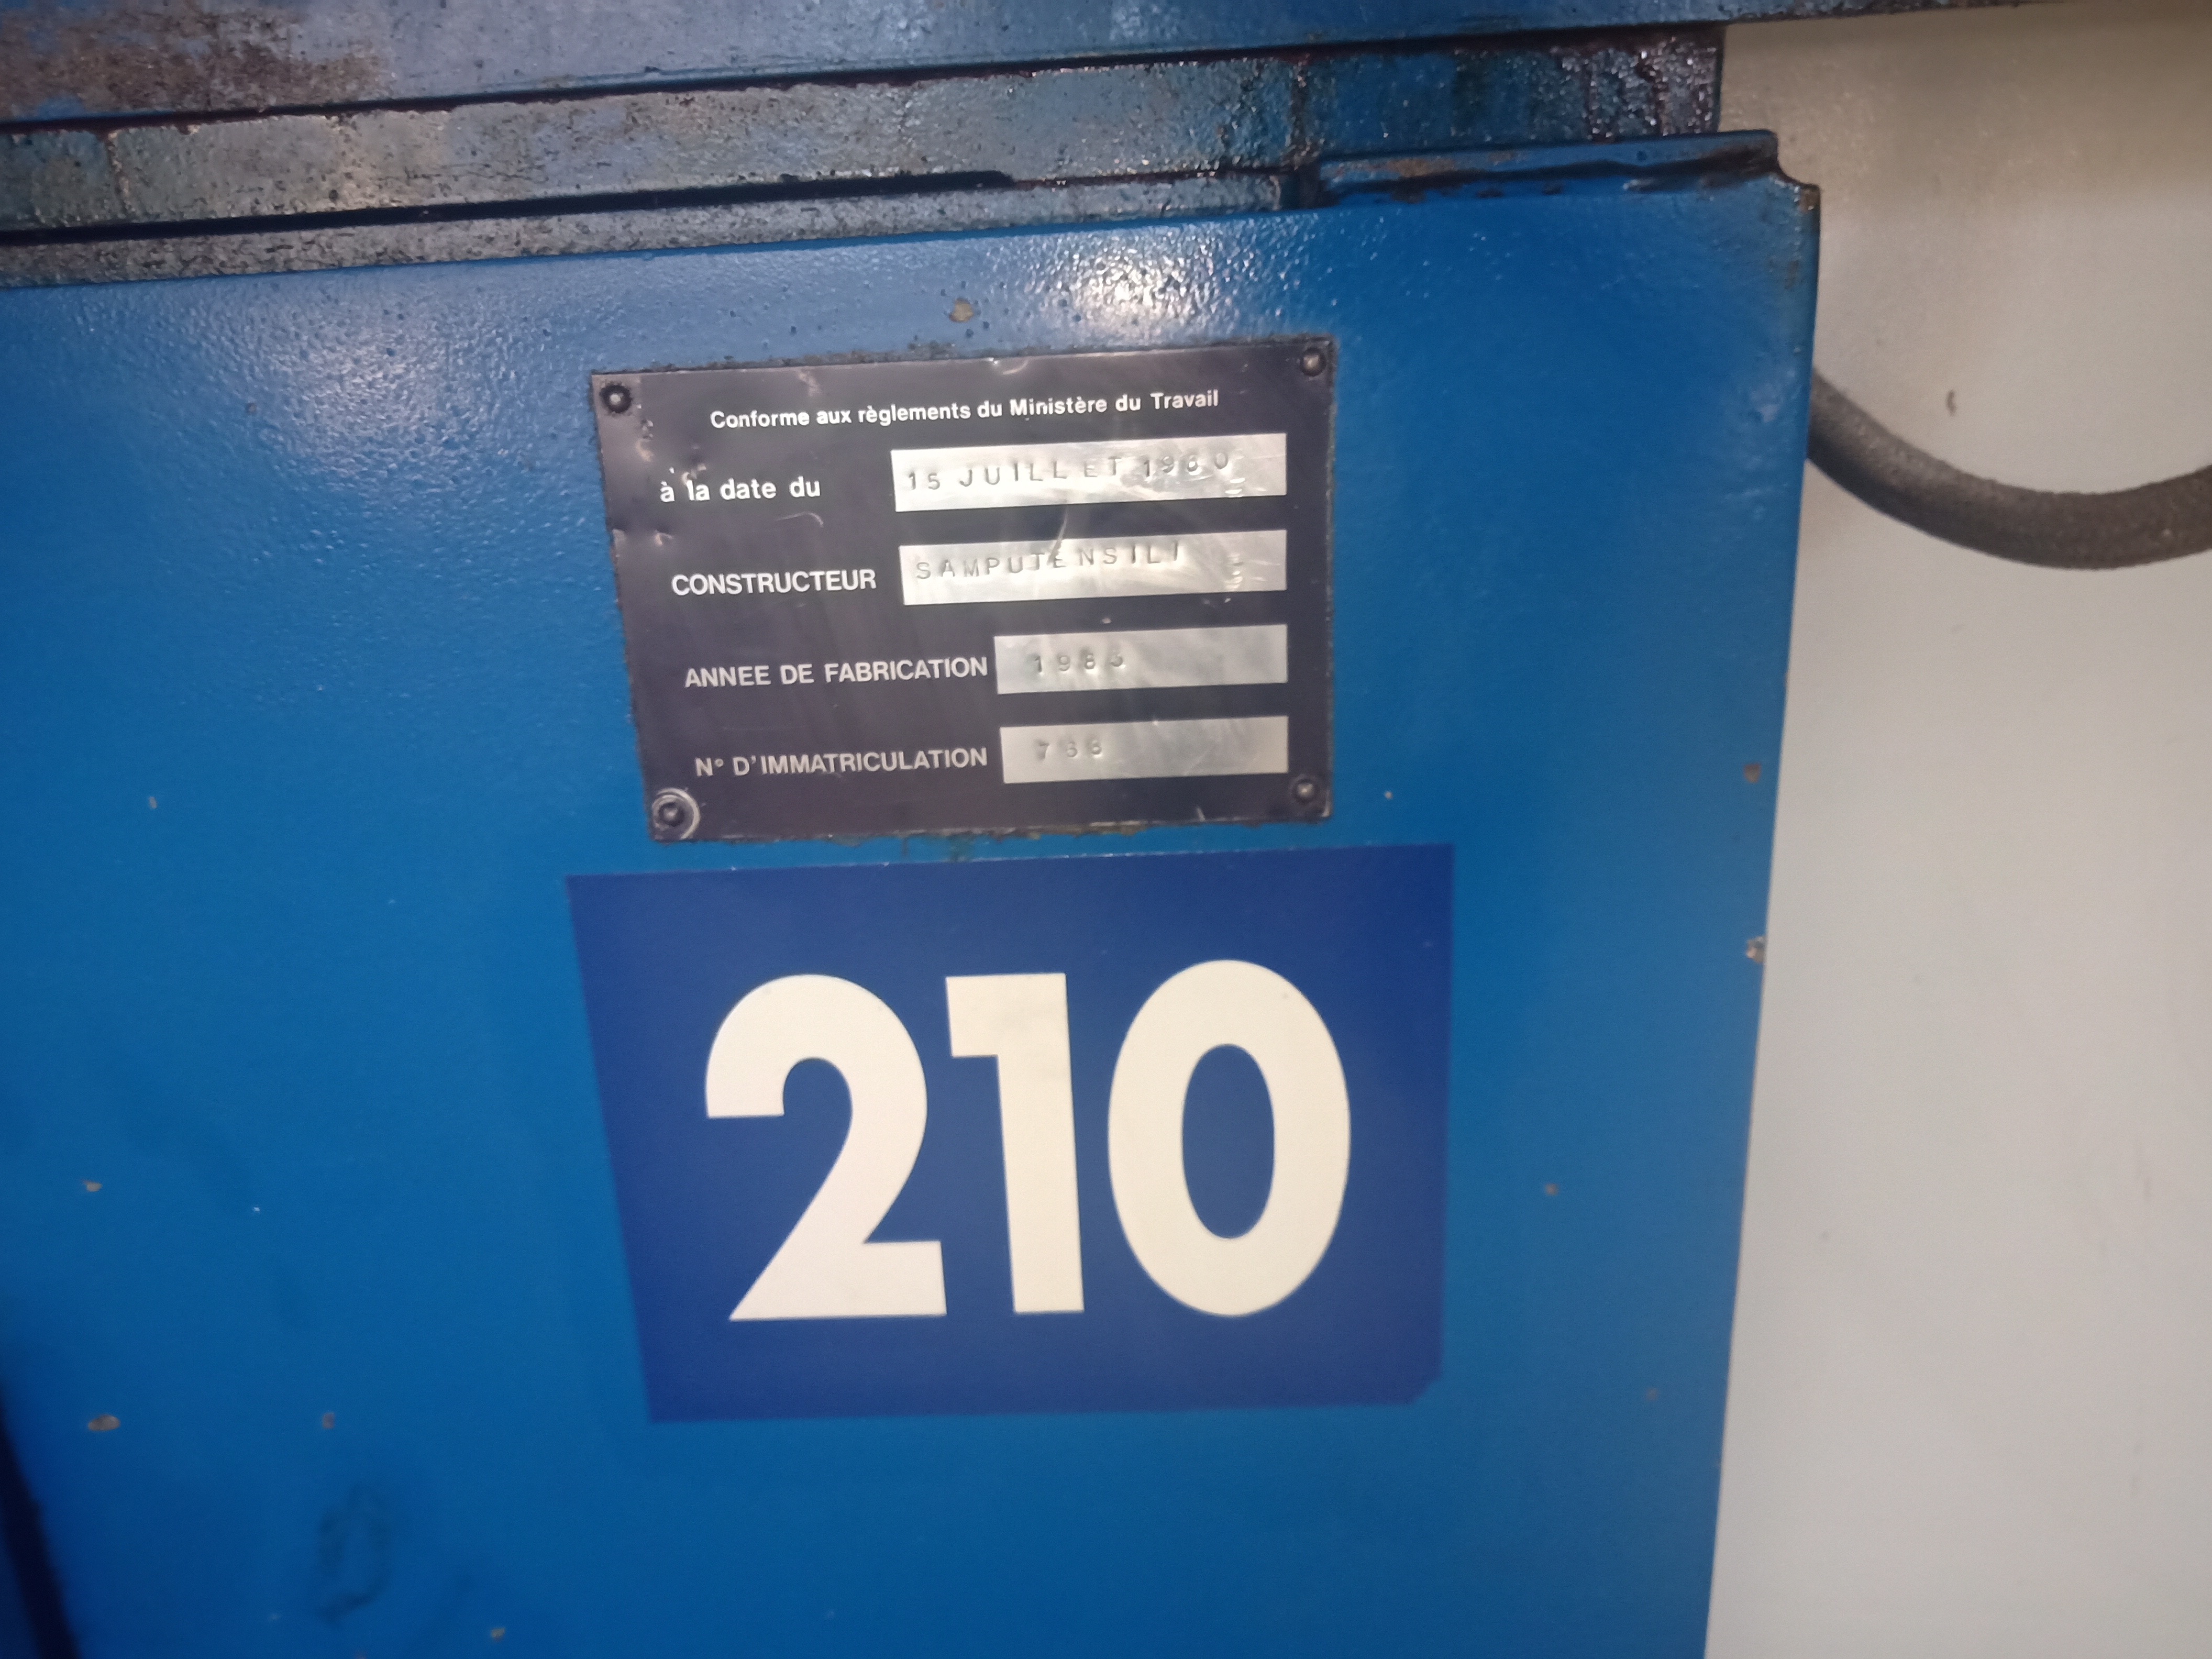 Conforme aux règlements du Ministère du Travail
à la date du 15 JUILLET
CONSTRUCTEUR SAMPUTENSILI
ANNEE DE FABRICATION
N° D'IMMATRICULATION
210